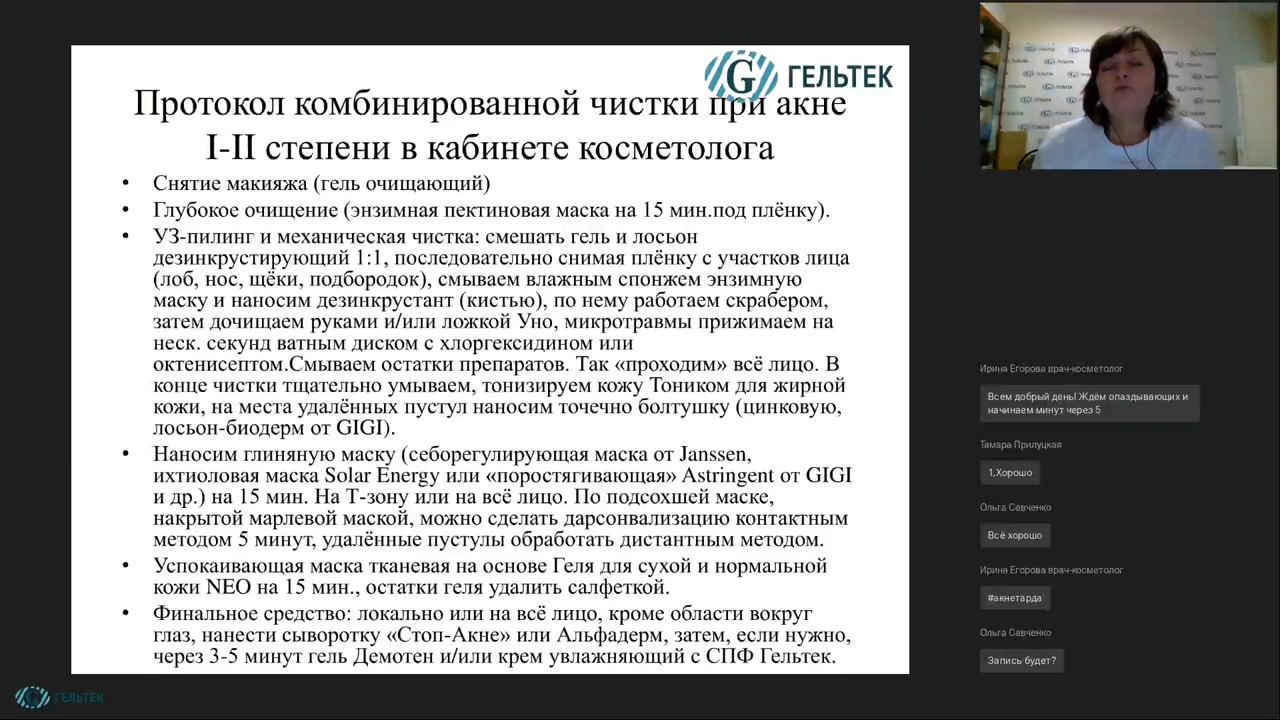 ГЕЛЬТЕК
Протокол комбинированной чистки при акне
I-II степени в кабинете косметолога
• Снятие макияжа (гель очищающий)
• Глубокое очищение (энзимная пектиновая маска на 15 мин.под плёнку).
• УЗ-пилинг и механическая чистка: смешать гель и лосьон
дезинкрустирующий 1:1, последовательно снимая плёнку с участков лица
(лоб, нос, щёки, подбородок), смываем влажным спонжем энзимную
маску и наносим дезинкрустант (кистью), по нему работаем скрабером,
затем дочищаем руками и/или ложкой Уно, микротравмы прижимаем на
неск. секунд ватным диском с хлоргексидином или
октенисептом.Смываем остатки препаратов. Так «проходим» всё лицо. В
конце чистки тщательно умываем, тонизируем кожу Тоником для жирной
кожи, на места удалённых пустул наносим точечно болтушку (цинковую,
лосьон-биодерм от GIGI).
• Наносим глиняную маску (себорегулирующая маска от Janssen,
ихтиоловая маска Solar Energy или «поростягивающая» Astringent от GIGI
и др.) на 15 мин. На Т-зону или на всё лицо. По подсохшей маске,
накрытой марлевой маской, можно сделать дарсонвализацию контактным
методом 5 минут, удалённые пустулы обработать дистантным методом.
• Успокаивающая маска тканевая на основе Геля для сухой и нормальной
кожи NEO на 15 мин., остатки геля удалить салфеткой.
• Финальное средство: локально или на всё лицо, кроме области вокруг
глаз, нанести сыворотку «Стоп-Акне» или Альфадерм, затем, если нужно,
через 3-5 минут гель Демотен и/или крем увлажняющий с СПФ Гельтек.
Ирина Егорова врач-косметолог
Всем добрый день! Ждём опаздывающих и
начинаем минут через 5
Тамара Прилуцкая
1,Хорошо
Ольга Савченко
Всё хорошо
Ирина Егорова врач-косметолог
#акнетарда
Ольга Савченко
Запись будет?
ГЕЛЬТЕК